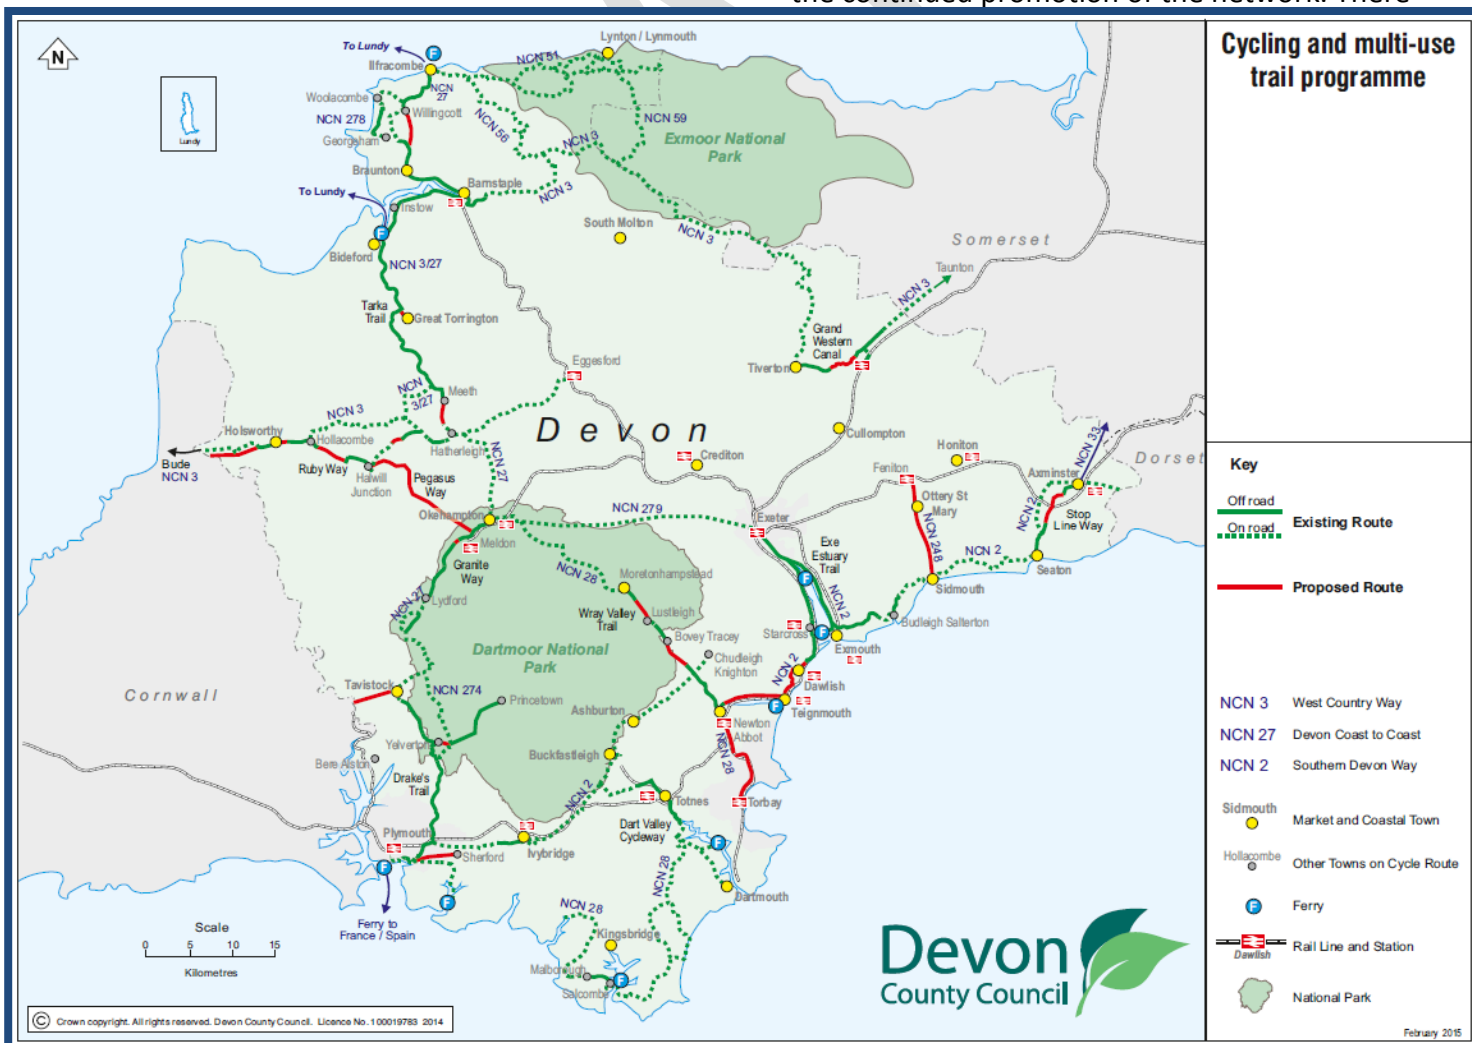 the continued promotion of the network. There
Cycling and multi-use
trail programme
N
To Lundy
F
Ilfracombe
Lynton / Lynmouth
NCN 51
NCN
27
Woolacombe
Willingcott
NCN 278
Georgeham
NCN 56
NCN 59
NCN 3
Exmoor National
Park
Lundy
Braunton
Barnstaple
To Lundy
NCN 3
Instow
F
Bideford
South Molton
NCN 3
NCN 3/27
Somerset
Taunton
NCN 3
Tarka
Trail
Great Torrington
Grand
Western
Canal
Tiverton
Eggesford
NCN
3/27
Meeth
NCN 3
Holsworthy
Hollacombe
Hatherleigh
Devon
Cullompton
Honiton
NCN 33
Dorset
Bude
NCN 3
Ruby Way
Halwill
Junction
Pegasus
Way
NCN 27
Crediton
Feniton
Axminster
Ottery St
Mary
NCN 2
Stop
Line Way
Okehampton
NCN 279
Exeter
Meldon
Exe
Estuary
Trail
NCN 248
NCN 2
Seaton
Granite
Way
NCN 28
Moretonhampstead
F
Sidmouth
NCN 27
Lydford
Wray Valley
Trail
Lustleigh
NCN 2
Budleigh Salterton
Bovey Tracey
Starcross
F
Exmouth
Dartmoor National
Park
Chudleigh
Knighton
NCN 2
Dawlish
Cornwall
Tavistock
NCN 274
Princetown
Ashburton
F
Teignmouth
Newton
Abbot
Yelverton
Buckfastleigh
NCN 28
Bere Alston
Drake's
Trail
NCN 2
Totnes
Torbay
Plymouth
Dart Valley
Cycleway
Sherford
Ivybridge
F
F
NCN 28
Dartmouth
F
Ferry to
France / Spain
NCN 28
Kingsbridge
Malborough
F
Salcombe
Scale
0 5 10 15
Kilometres
Devon
County Council
© Crown copyright. All rights reserved. Devon County Council. Licence No. 100019783 2014
Key
Off road
On road
Existing Route
Proposed Route
NCN 3 West Country Way
NCN 27 Devon Coast to Coast
NCN 2 Southern Devon Way
Sidmouth
Market and Coastal Town
Hollacombe
Other Towns on Cycle Route
F Ferry
Rail Line and Station
Dawlish
National Park
February 2015